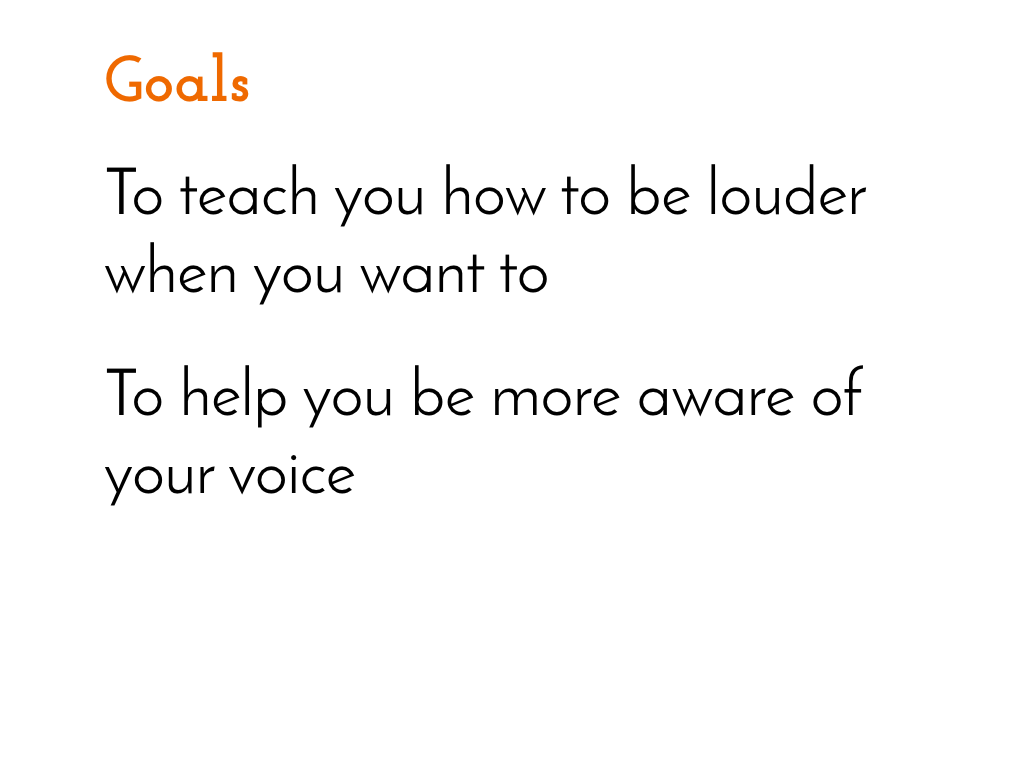 Goals
To teach you how to be louder
when you want to
To help you be more aware of
your voice